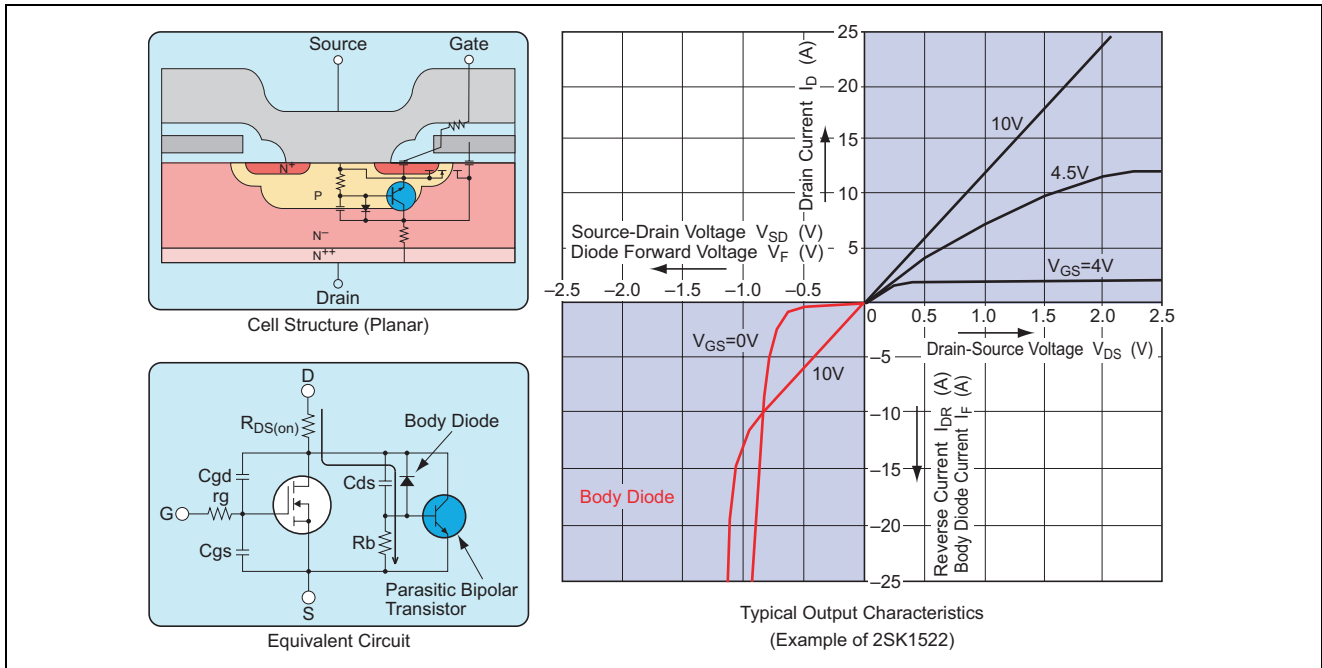 Source
Gate
N+
P
N−
N++
Drain
Cell Structure (Planar)
D
RDS(on)
Body Diode
Cgd
rg
Cds
G
Cgs
Rb
Parasitic Bipolar
Transistor
S
Equivalent Circuit
Drain Current ID (A)
25
20
15
10
5
10V
4.5V
VGS=4V
Source-Drain Voltage VSD (V)
Diode Forward Voltage VF (V)
–2.5 –2.0 –1.5 –1.0 –0.5
0 0.5 1.0 1.5 2.0 2.5
Drain-Source Voltage VDS (V)
VGS=0V
10V
–5
–10
–15
–20
–25
Reverse Current IDR (A)
Body Diode Current IF (A)
Body Diode
Typical Output Characteristics
(Example of 2SK1522)